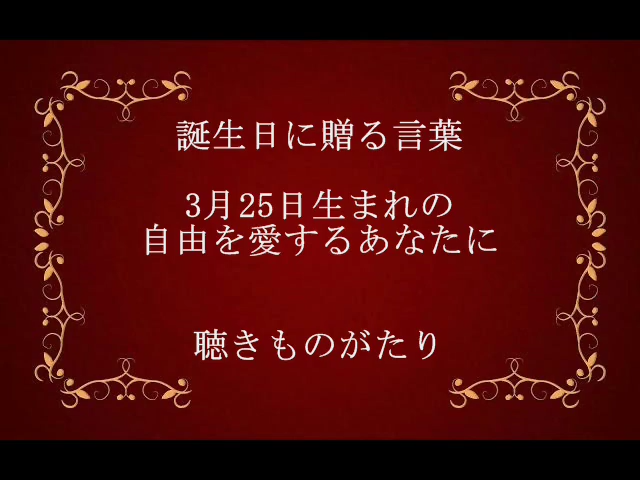 誕生日に贈る言葉
3月25日生まれの
自由を愛するあなたに
聴きものがたり